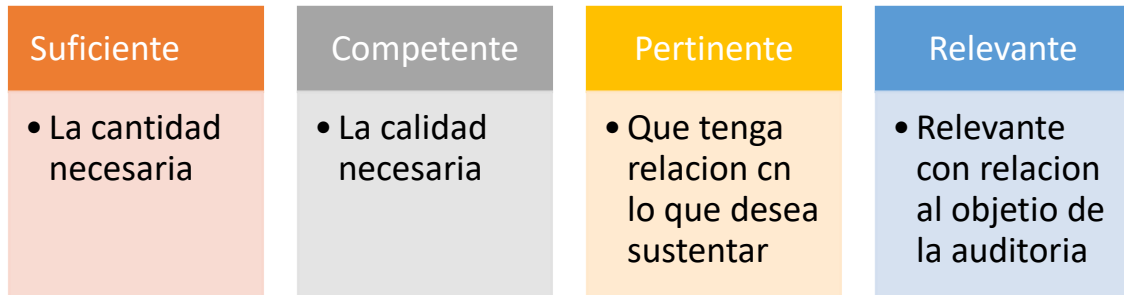 Suficiente
• La cantidad
necesaria
Competente
• La calidad
necesaria
Pertinente
• Que tenga
relacion cn
lo que desea
sustentar
Relevante
• Relevante
con relacion
al objetio de
la auditoria